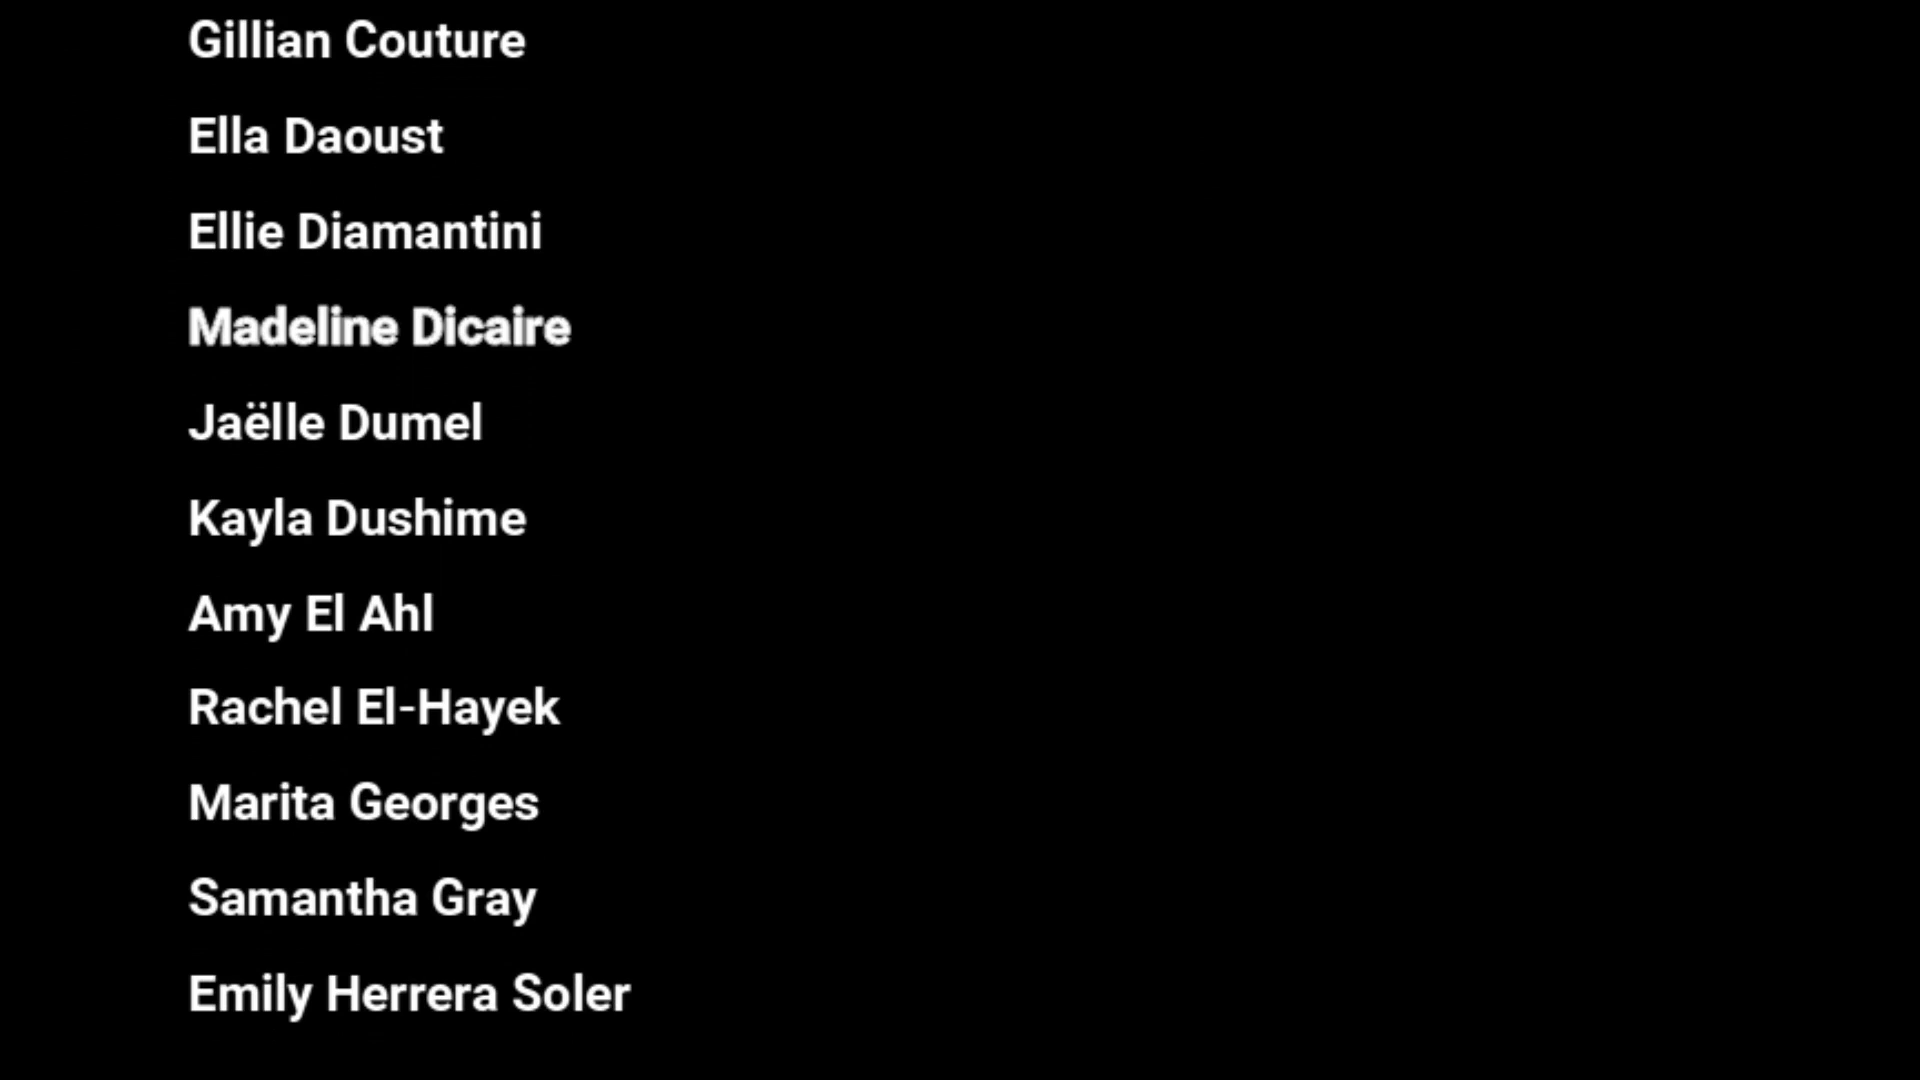 Gillian Couture
Ella Daoust
Ellie Diamantini
Madeline Dicaire
Jaëlle Dumel
Kayla Dushime
Amy El Ahl
Rachel El-Hayek
Marita Georges
Samantha Gray
Emily Herrera Soler